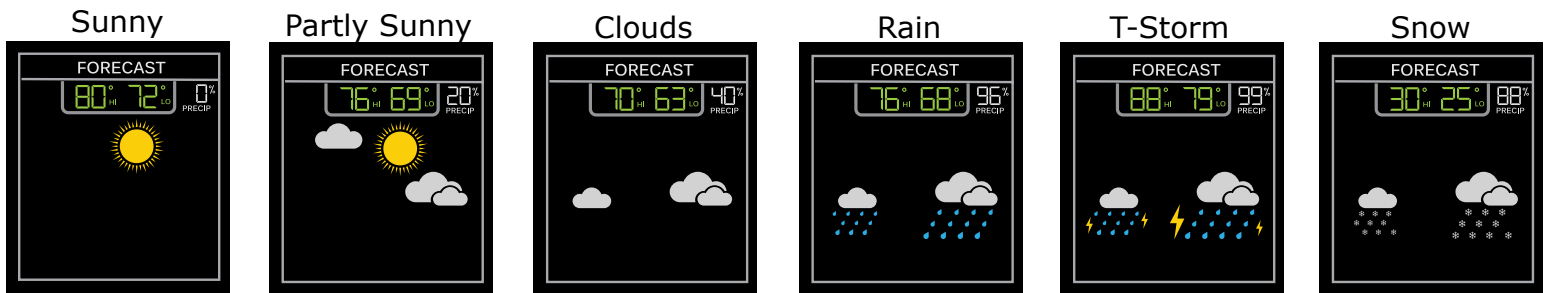 Sunny
FORECAST
80° HI 72° LO 0% PRECIP
Partly Sunny
FORECAST
76° HI 69° LO 20% PRECIP
Clouds
FORECAST
70° HI 63° LO 40% PRECIP
Rain
FORECAST
76° HI 68° LO 96% PRECIP
T-Storm
FORECAST
88° HI 79° LO 99% PRECIP
Snow
FORECAST
30° HI 25° LO 88% PRECIP